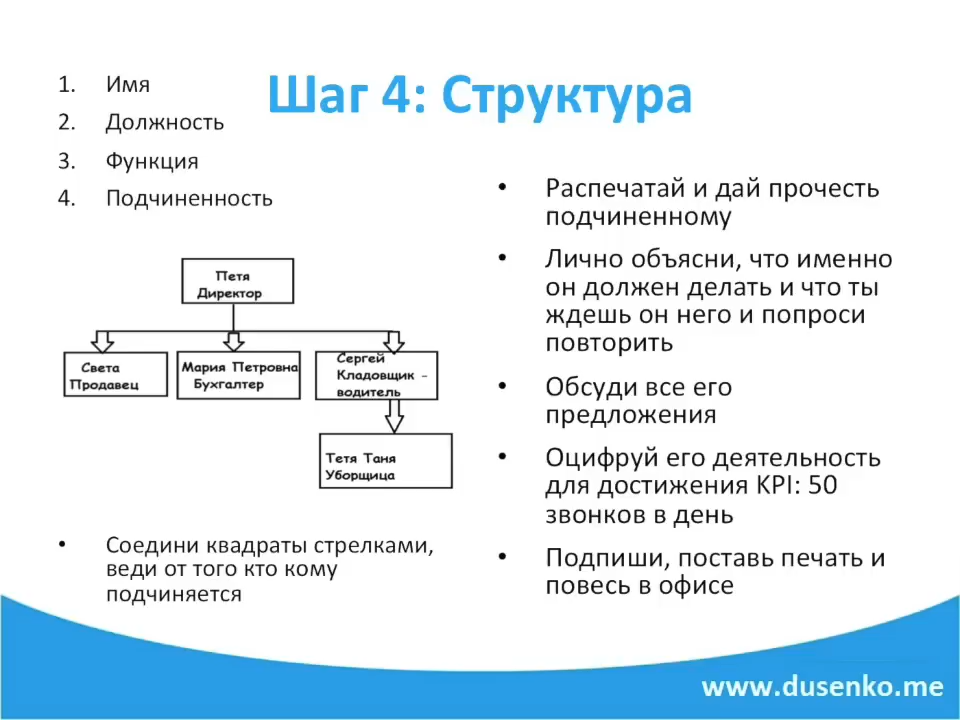 Шаг 4: Структура
1. Имя
2. Должность
3. Функция
4. Подчиненность
Петя
Директор
Света
Продавец
Мария Петровна
Бухгалтер
Сергей
Кладовщик -
водитель
Тетя Таня
Уборщица
• Соедини квадраты стрелками,
веди от того кто кому
подчиняется
• Распечатай и дай прочесть
подчиненному
• Лично объясни, что именно
он должен делать и что ты
ждешь он него и попроси
повторить
• Обсуди все его
предложения
• Оцифруй его деятельность
для достижения KPI: 50
звонков в день
• Подпиши, поставь печать и
повесь в офисе
www.dusenko.me